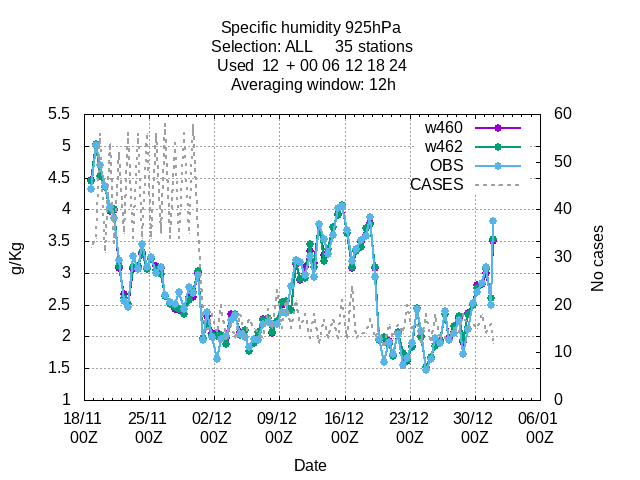 Specific humidity 925hPa
Selection: ALL 35 stations
Used 12 + 00 06 12 18 24
Averaging window: 12h
5.5 60
w460
w462
OBS
CASES
5 50
4.5
4 40
3.5
3 30
2.5 20
2
1.5 10
1 0
g/Kg
No cases
18/11 25/11 02/12 09/12 16/12 23/12 30/12 06/01
00Z 00Z 00Z 00Z 00Z 00Z 00Z 00Z
Date